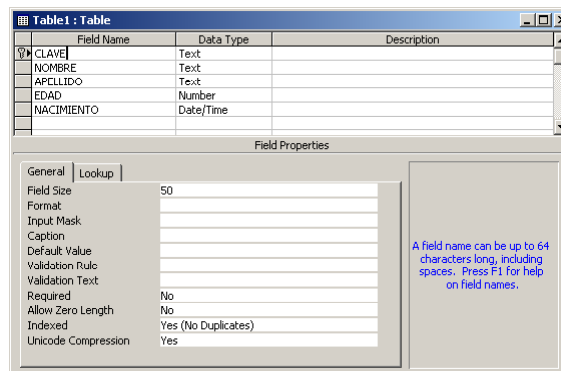 Table1 : Table
Field Name Data Type Description
CLAVE Text
NOMBRE Text
APELLIDO Text
EDAD Number
NACIMIENTO Date/Time
Field Properties
General Lookup
Field Size 50
Format
Input Mask
Caption
Default Value
Validation Rule
Validation Text
Required No
Allow Zero Length No
Indexed Yes (No Duplicates)
Unicode Compression Yes
A field name can be up to 64
characters long, including
spaces. Press F1 for help
on field names.